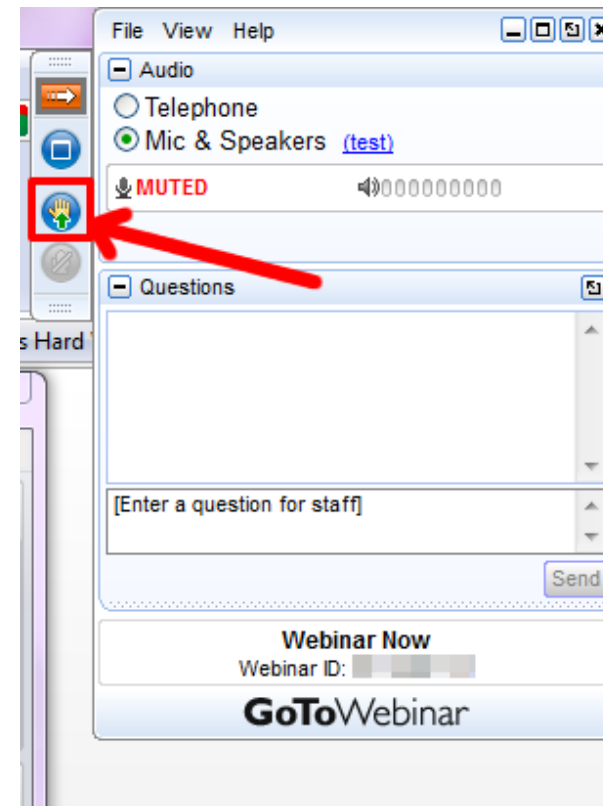 File View Help
Audio
Telephone
Mic & Speakers (test)
MUTED 000000000
Questions
s Hard
[Enter a question for staff]
Send
Webinar Now
Webinar ID:
GoToWebinar